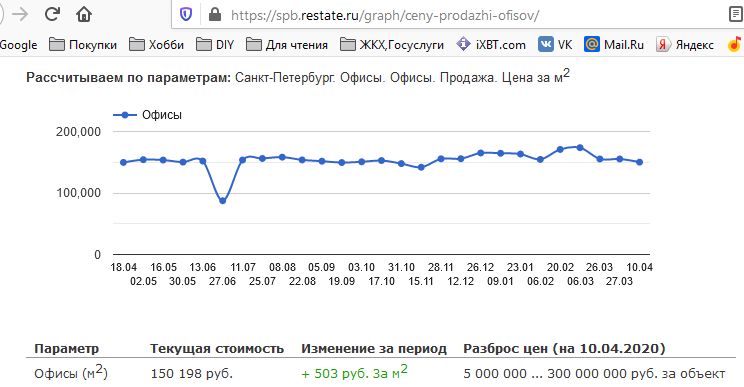 https://spb.restate.ru/graph/ceny-prodazhi-ofisov/
Google Покупки Хобби DIY Для чтения ЖКХ,Госуслуги iXBT.com VK Mail.Ru Яндекс
Рассчитываем по параметрам: Санкт-Петербург. Офисы. Офисы. Продажа. Цена за м2
Офисы
200,000
100,000
0
18.04 16.05 13.06 11.07 08.08 05.09 03.10 31.10 28.11 26.12 23.01 20.02 26.03 10.04
02.05 30.05 27.06 25.07 22.08 19.09 17.10 15.11 12.12 09.01 06.02 06.03 27.03
Параметр Текущая стоимость Изменение за период Разброс цен (на 10.04.2020)
Офисы (м2) 150 198 руб. + 503 руб. за м2 5 000 000 ... 300 000 000 руб. за объект